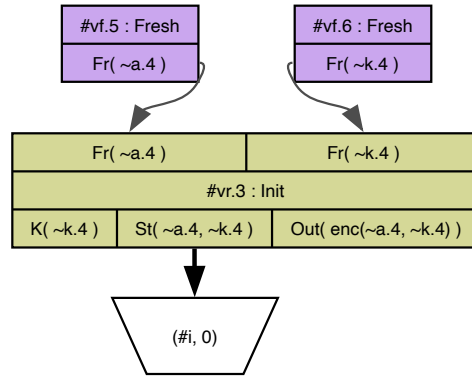 #vf.5 : Fresh
#vf.6 : Fresh
Fr( ~a.4 )
Fr( ~k.4 )
Fr( ~a.4 )
Fr( ~k.4 )
#vr.3 : Init
K( ~k.4 )
St( ~a.4, ~k.4 )
Out( enc(~a.4, ~k.4) )
(#i, 0)